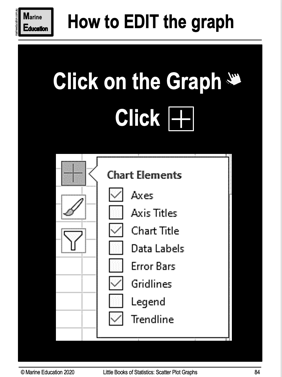 Marine
Education
How to EDIT the graph
Click on the Graph
Click
Chart Elements
Axes
Axis Titles
Chart Title
Data Labels
Error Bars
Gridlines
Legend
Trendline
© Marine Education 2020 Little Books of Statistics: Scatter Plot Graphs 84